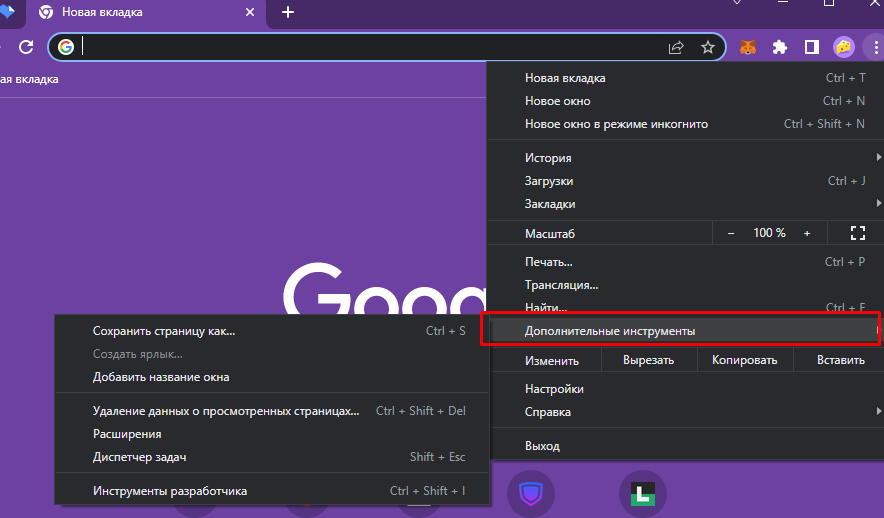 Новая вкладка
ая вкладка
Новая вкладка Ctrl + T
Новое окно Ctrl + N
Новое окно в режиме инкогнито Ctrl + Shift + N
История
Загрузки Ctrl + J
Закладки
Масштаб − 100 % +
Печать... Ctrl + P
Трансляция...
Найти... Ctrl + F
Дополнительные инструменты
Изменить Вырезать Копировать Вставить
Настройки
Справка
Выход
Goog
Сохранить страницу как... Ctrl + S
Создать ярлык...
Добавить название окна
Удаление данных о просмотренных страницах... Ctrl + Shift + Del
Расширения
Диспетчер задач Shift + Esc
Инструменты разработчика Ctrl + Shift + I